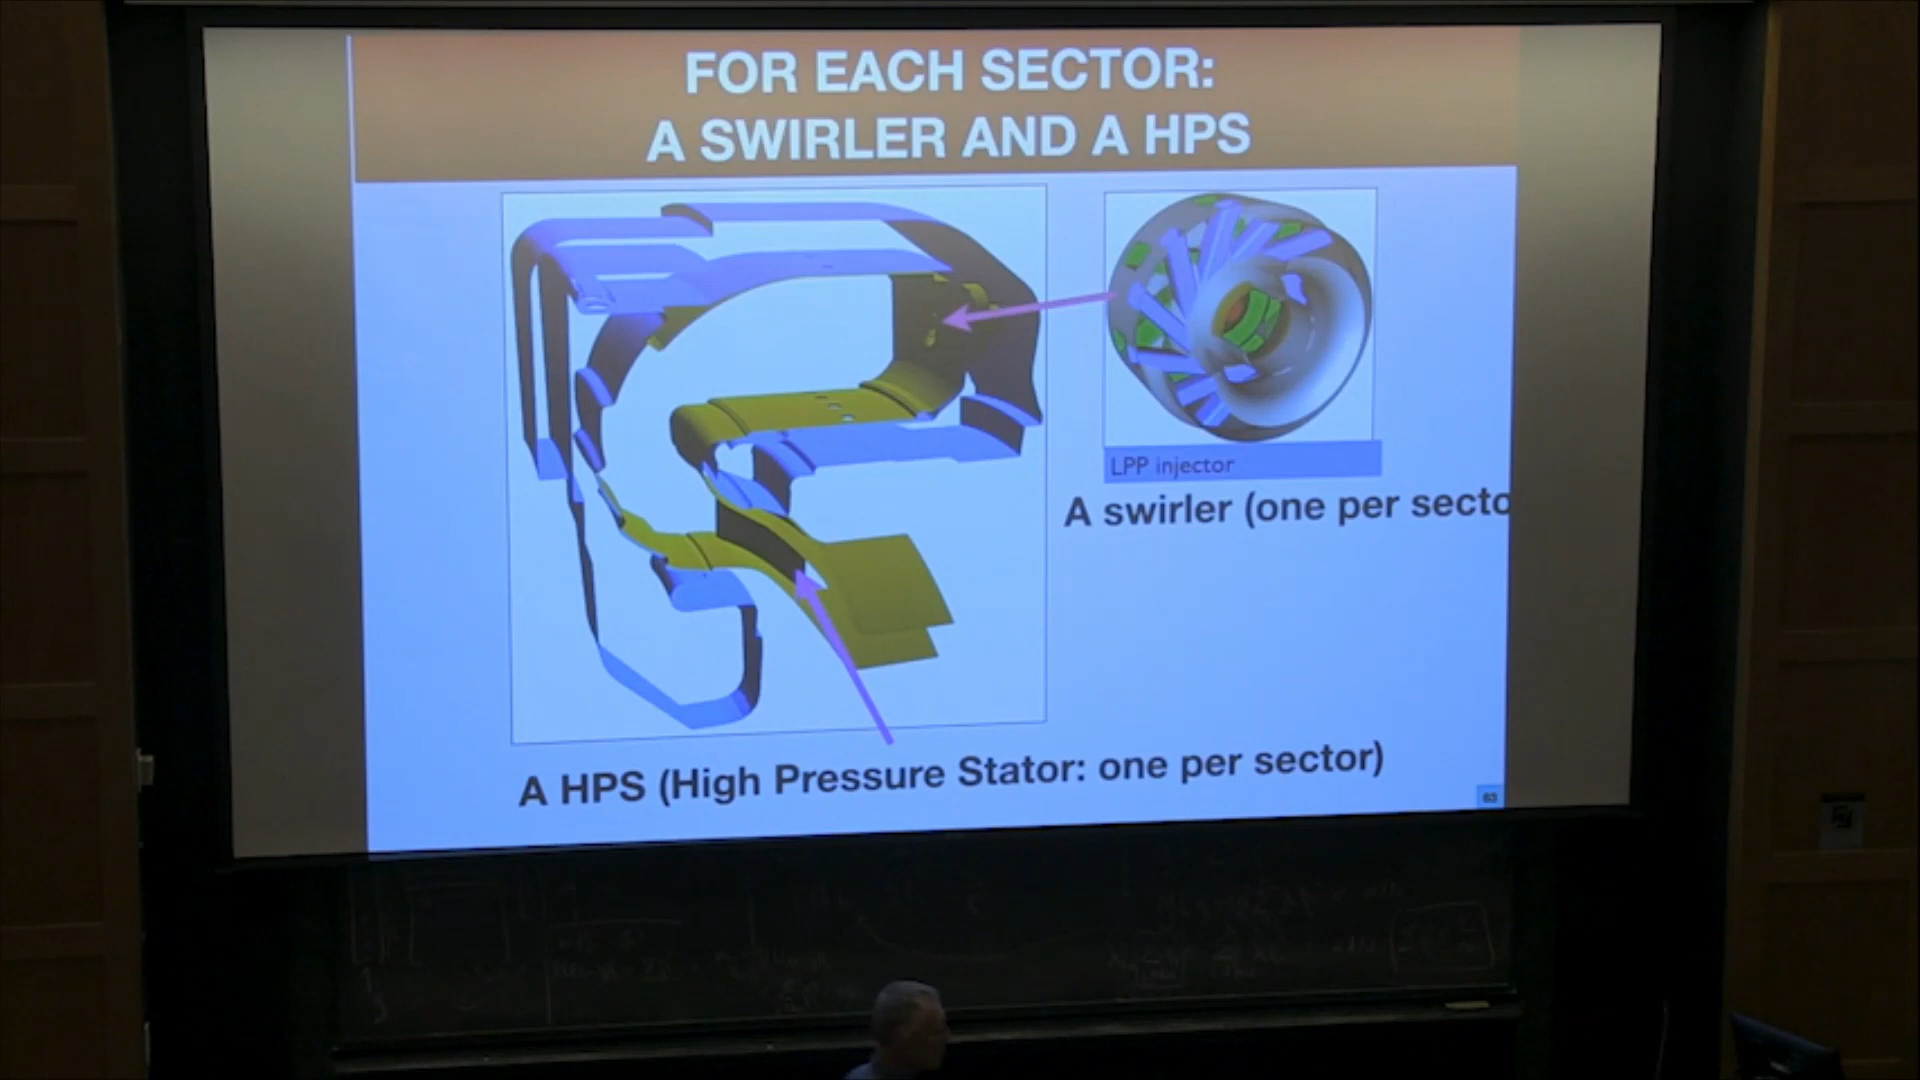 FOR EACH SECTOR:
A SWIRLER AND A HPS
LPP injector
A swirler (one per secto
A HPS (High Pressure Stator: one per sector)
63